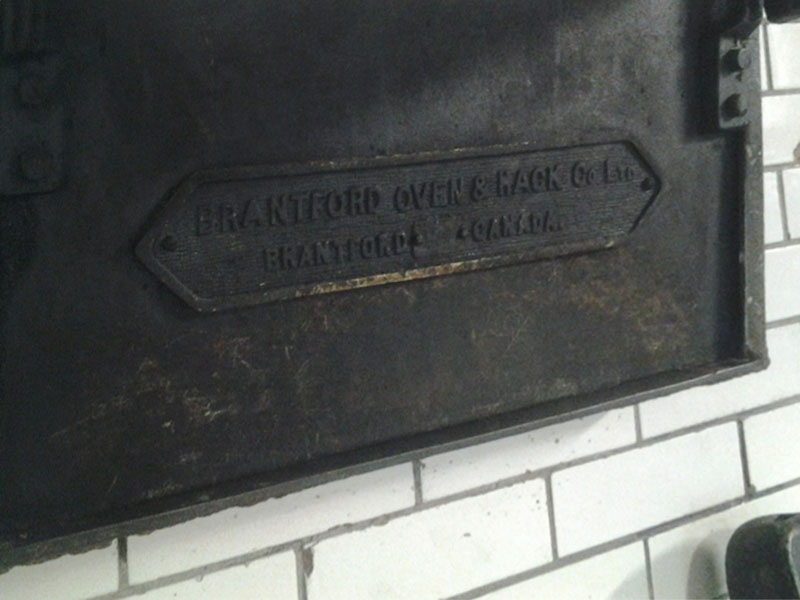 BRANTFORD OVEN & RACK Co LTD
BRANTFORD CANADA.